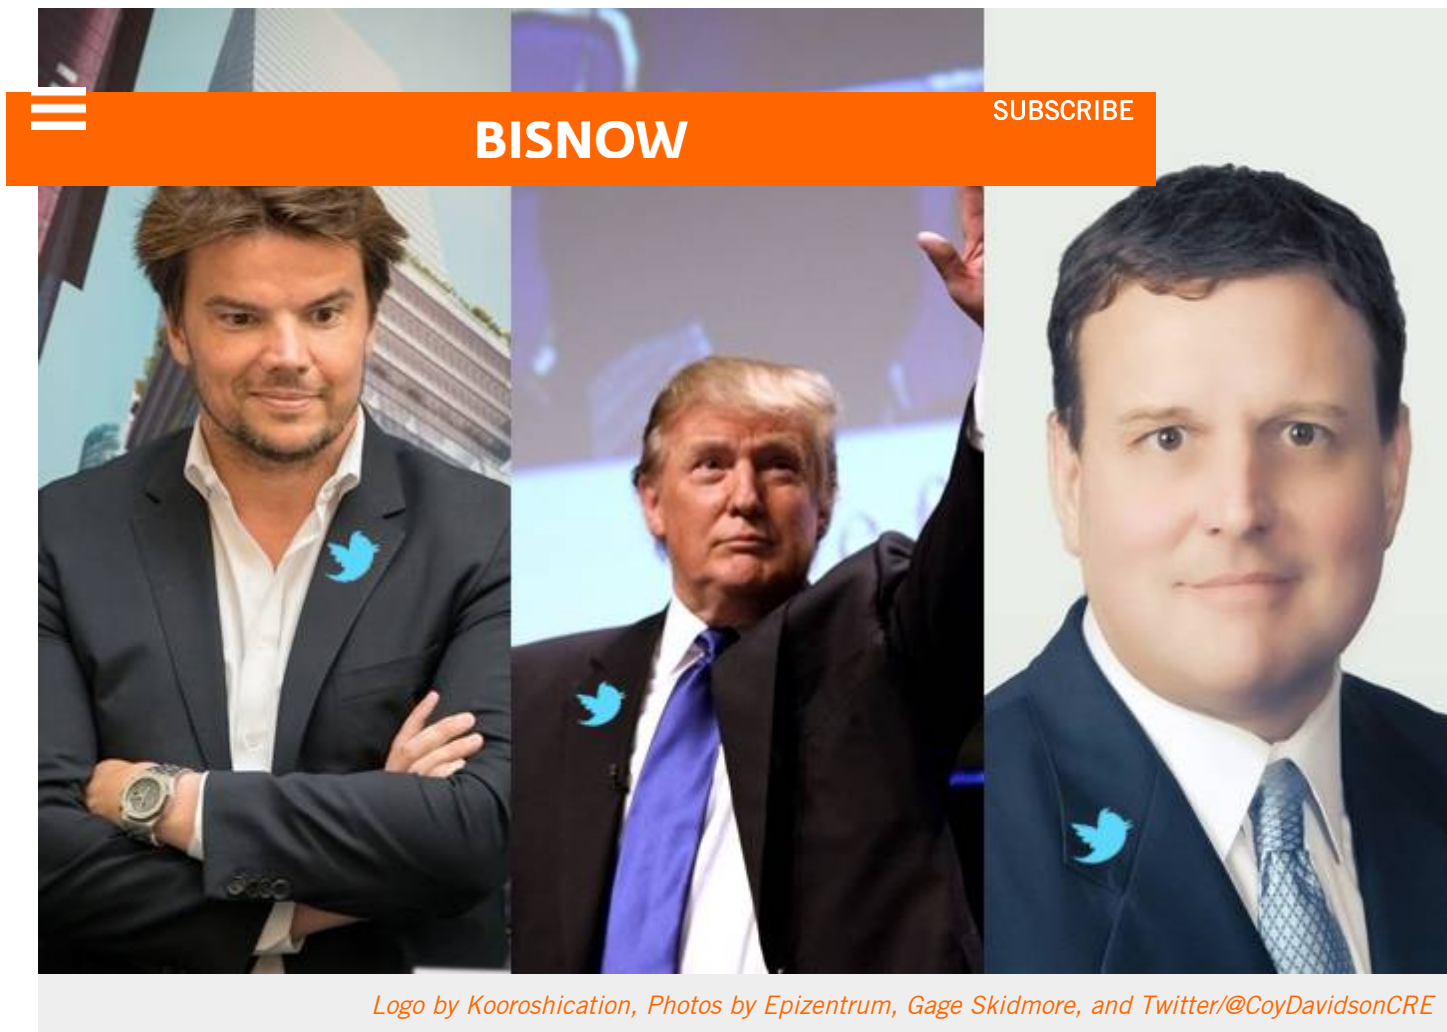 SUBSCRIBE
BISNOW
Logo by Kooroshication, Photos by Epizentrum, Gage Skidmore, and Twitter/@CoyDavidsonCRE